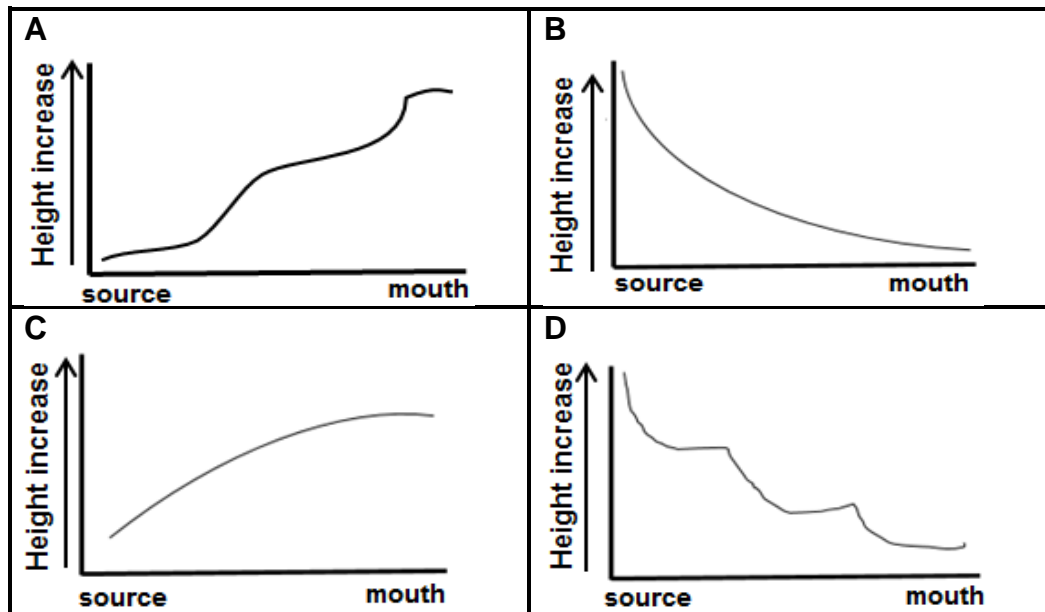 A
Height increase
source
mouth
B
Height increase
source
mouth
C
Height increase
source
mouth
D
Height increase
source
mouth